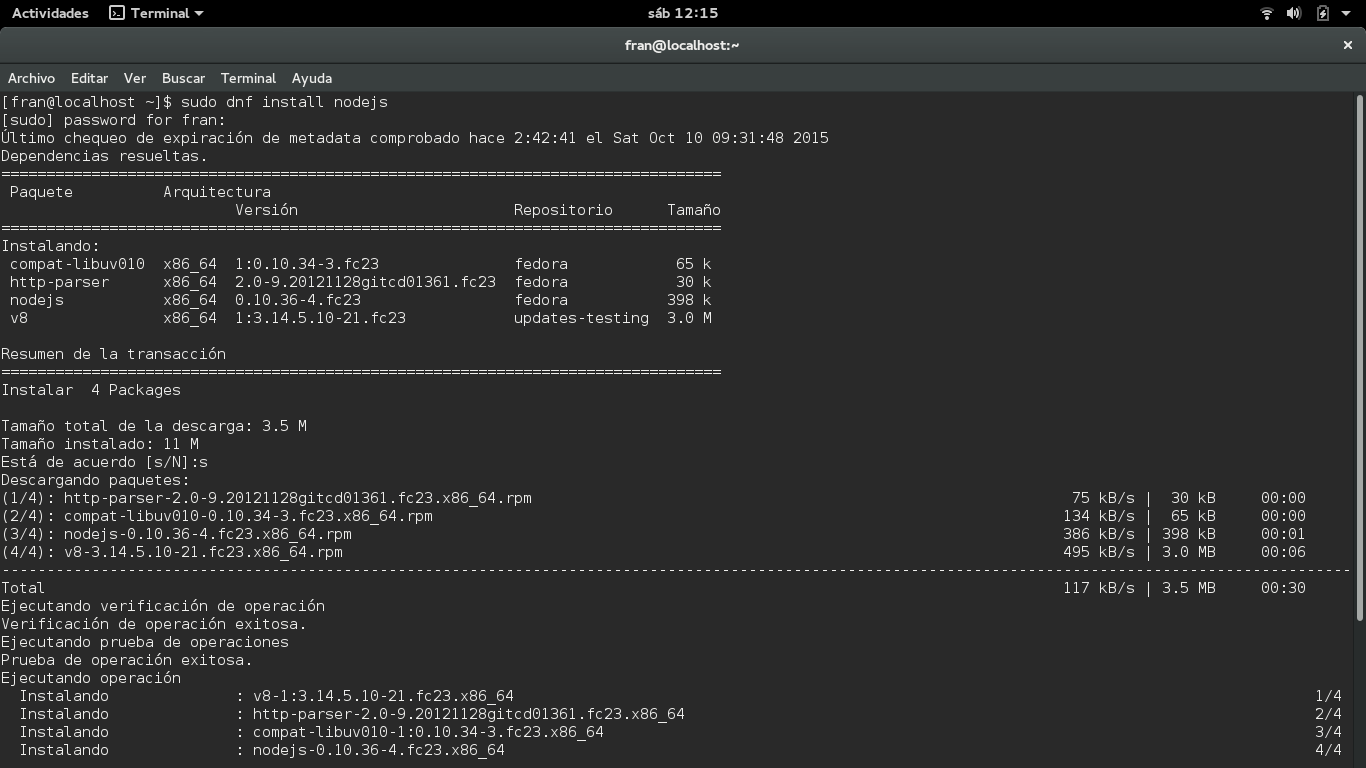 Actividades Terminal sáb 12:15
fran@localhost:~ ×
Archivo Editar Ver Buscar Terminal Ayuda
[fran@localhost ~]$ sudo dnf install nodejs
[sudo] password for fran:
Último chequeo de expiración de metadata comprobado hace 2:42:41 el Sat Oct 10 09:31:48 2015
Dependencias resueltas.
================================================================================
Paquete Arquitectura
Versión Repositorio Tamaño
================================================================================
Instalando:
compat-libuv010 x86_64 1:0.10.34-3.fc23 fedora 65 k
http-parser x86_64 2.0-9.20121128gitcd01361.fc23 fedora 30 k
nodejs x86_64 0.10.36-4.fc23 fedora 398 k
v8 x86_64 1:3.14.5.10-21.fc23 updates-testing 3.0 M
Resumen de la transacción
================================================================================
Instalar 4 Packages
Tamaño total de la descarga: 3.5 M
Tamaño instalado: 11 M
Está de acuerdo [s/N]:s
Descargando paquetes:
(1/4): http-parser-2.0-9.20121128gitcd01361.fc23.x86_64.rpm 75 kB/s | 30 kB 00:00
(2/4): compat-libuv010-0.10.34-3.fc23.x86_64.rpm 134 kB/s | 65 kB 00:00
(3/4): nodejs-0.10.36-4.fc23.x86_64.rpm 386 kB/s | 398 kB 00:01
(4/4): v8-3.14.5.10-21.fc23.x86_64.rpm 495 kB/s | 3.0 MB 00:06
--------------------------------------------------------------------------------
Total 117 kB/s | 3.5 MB 00:30
Ejecutando verificación de operación
Verificación de operación exitosa.
Ejecutando prueba de operaciones
Prueba de operación exitosa.
Ejecutando operación
Instalando : v8-1:3.14.5.10-21.fc23.x86_64 1/4
Instalando : http-parser-2.0-9.20121128gitcd01361.fc23.x86_64 2/4
Instalando : compat-libuv010-1:0.10.34-3.fc23.x86_64 3/4
Instalando : nodejs-0.10.36-4.fc23.x86_64 4/4